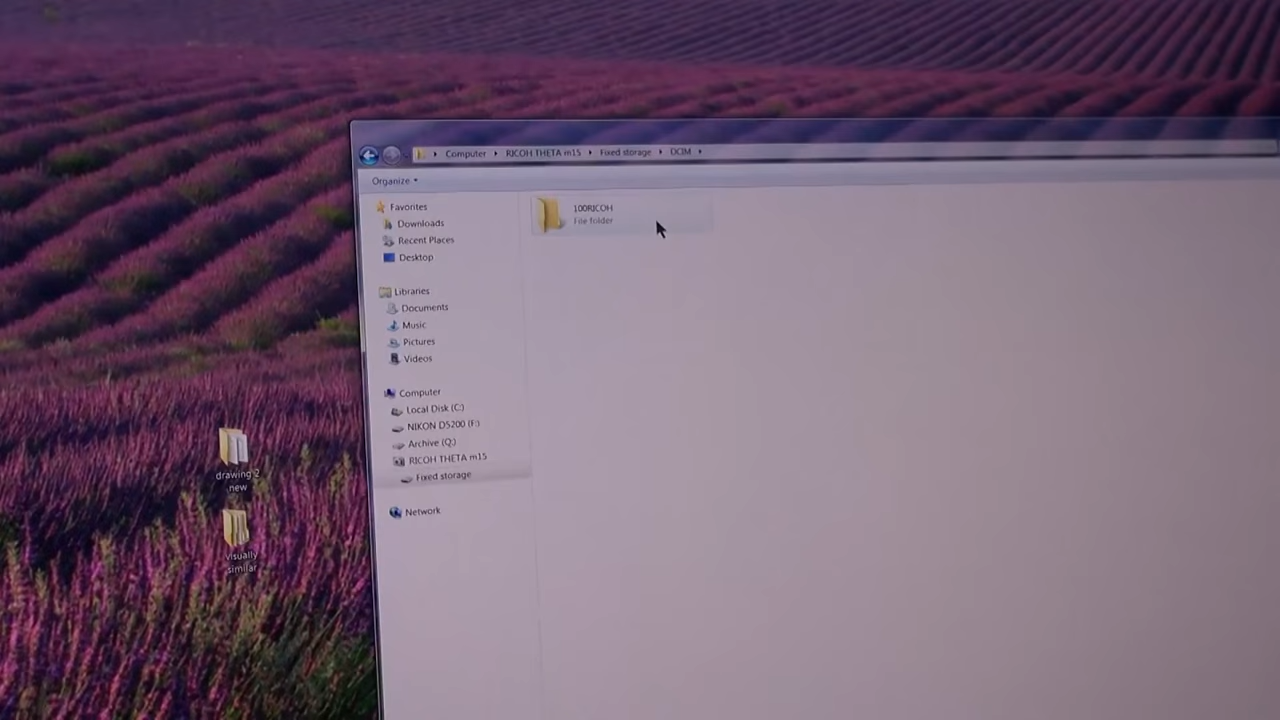 Computer RICOH THETA m15 Fixed storage DCIM
Organize
Favorites
Downloads
Recent Places
Desktop
Libraries
Documents
Music
Pictures
Videos
Computer
Local Disk (C:)
NIKON D5200 (F:)
Archive (Q:)
RICOH THETA m15
Fixed storage
Network
100RICOH
File folder
drawing 2
new
visually
similar